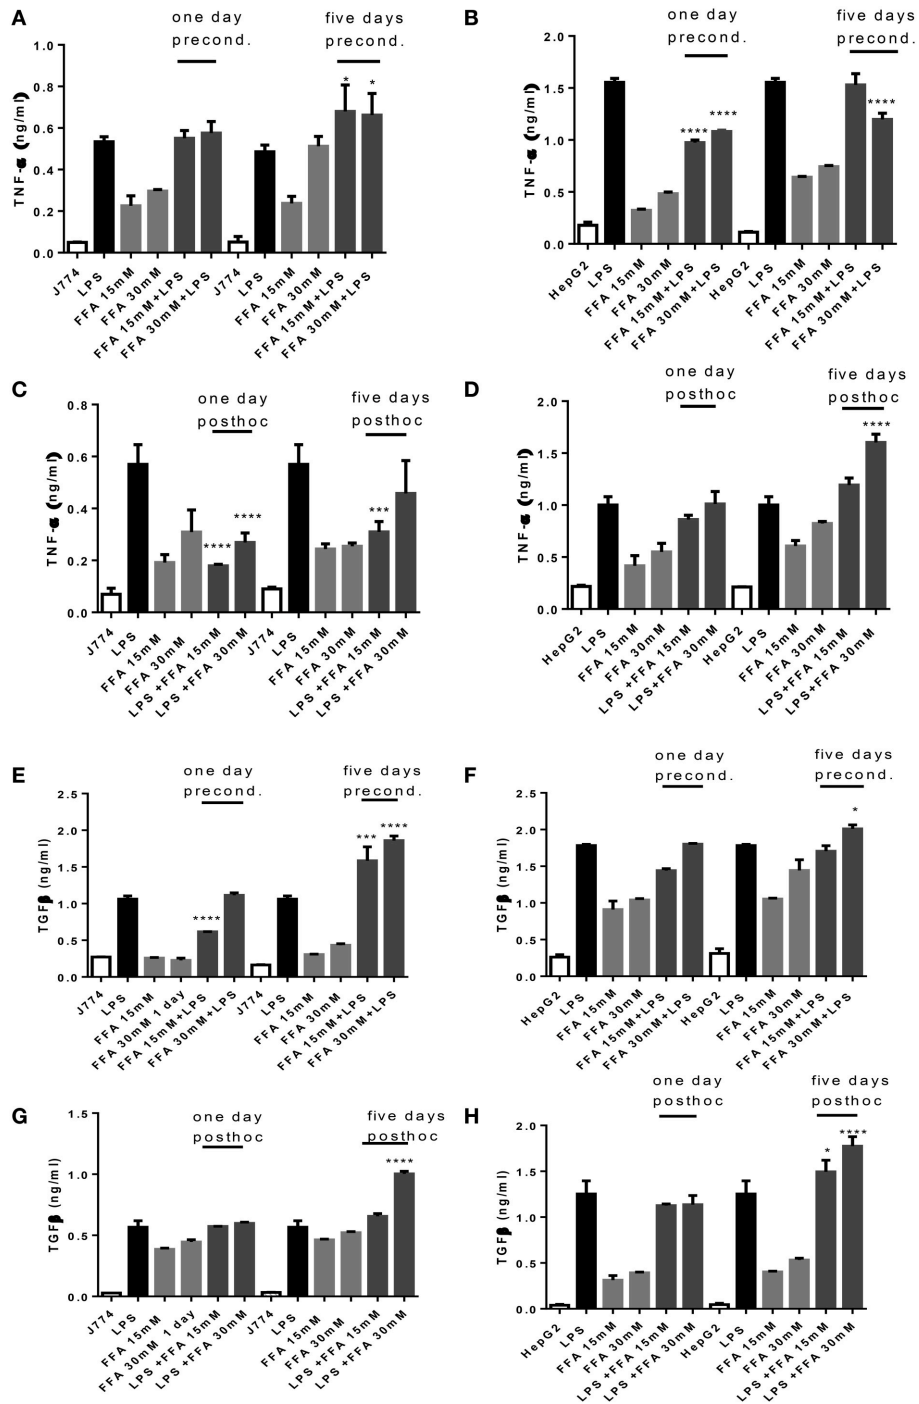 A
one day
precond.
five days
precond.
TNF-α (ng/ml)
1.0
0.8
0.6
0.4
0.2
0.0
*
*
J774
LPS
FFA 15mM
FFA 30mM
FFA 15mM+LPS
FFA 30mM+LPS
J774
LPS
FFA 15mM
FFA 30mM
FFA 15mM+LPS
FFA 30mM+LPS
B
one day
precond.
five days
precond.
TNF-α (ng/ml)
2.0
1.5
1.0
0.5
0.0
****
****
****
HepG2
LPS
FFA 15mM
FFA 30mM
FFA 15mM+LPS
FFA 30mM+LPS
HepG2
LPS
FFA 15mM
FFA 30mM
FFA 15mM+LPS
FFA 30mM+LPS
C
one day
posthoc
five days
posthoc
TNF-α (ng/ml)
0.8
0.6
0.4
0.2
0.0
****
****
***
J774
LPS
FFA 15mM
FFA 30mM
LPS +FFA 15mM
LPS +FFA 30mM
J774
LPS
FFA 15mM
FFA 30mM
LPS +FFA 15mM
LPS +FFA 30mM
D
one day
posthoc
five days
posthoc
TNF-α (ng/ml)
2.0
1.5
1.0
0.5
0.0
****
HepG2
LPS
FFA 15mM
FFA 30mM
LPS +FFA 15mM
LPS+FFA 30mM
HepG2
LPS
FFA 15mM
FFA 30mM
LPS+FFA 15mM
LPS+FFA 30mM
E
one day
precond.
five days
precond.
TGFβ (ng/ml)
2.5
2.0
1.5
1.0
0.5
0.0
****
***
****
J774
LPS
FFA 15mM
FFA 30mM 1 day
FFA 15mM+LPS
FFA 30mM+LPS
J774
LPS
FFA 15mM
FFA 30mM
FFA 15mM+LPS
FFA 30mM+LPS
F
one day
precond.
five days
precond.
TGFβ (ng/ml)
2.5
2.0
1.5
1.0
0.5
0.0
*
HepG2
LPS
FFA 15mM
FFA 30mM
FFA 15mM+LPS
FFA 30mM+LPS
HepG2
LPS
FFA 15mM
FFA 30mM
FFA 15mM+LPS
FFA 30mM+LPS
G
one day
posthoc
five days
posthoc
TGFβ (ng/ml)
1.5
1.0
0.5
0.0
****
J774
LPS
FFA 15mM
FFA 30mM 1 day
LPS +FFA 15mM
LPS +FFA 30mM
J774
LPS
FFA 15mM
FFA 30mM
LPS +FFA 15mM
LPS +FFA 30mM
H
one day
posthoc
five days
posthoc
TGFβ (ng/ml)
2.0
1.5
1.0
0.5
0.0
*
****
HepG2
LPS
FFA 15mM
FFA 30mM
LPS +FFA 15mM
LPS +FFA 30mM
HepG2
LPS
FFA 15mM
FFA 30mM
LPS +FFA 15mM
LPS +FFA 30mM